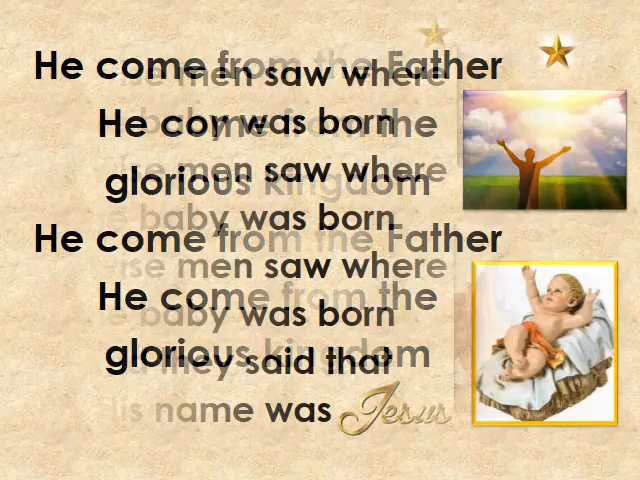 He come from the Father
men saw where
He come from the
baby was born
glorious kingdom
men saw where
He come from the Father
baby was born
men saw where
He come from the
baby was born
glorious kingdom
they said that
His name was Jesus